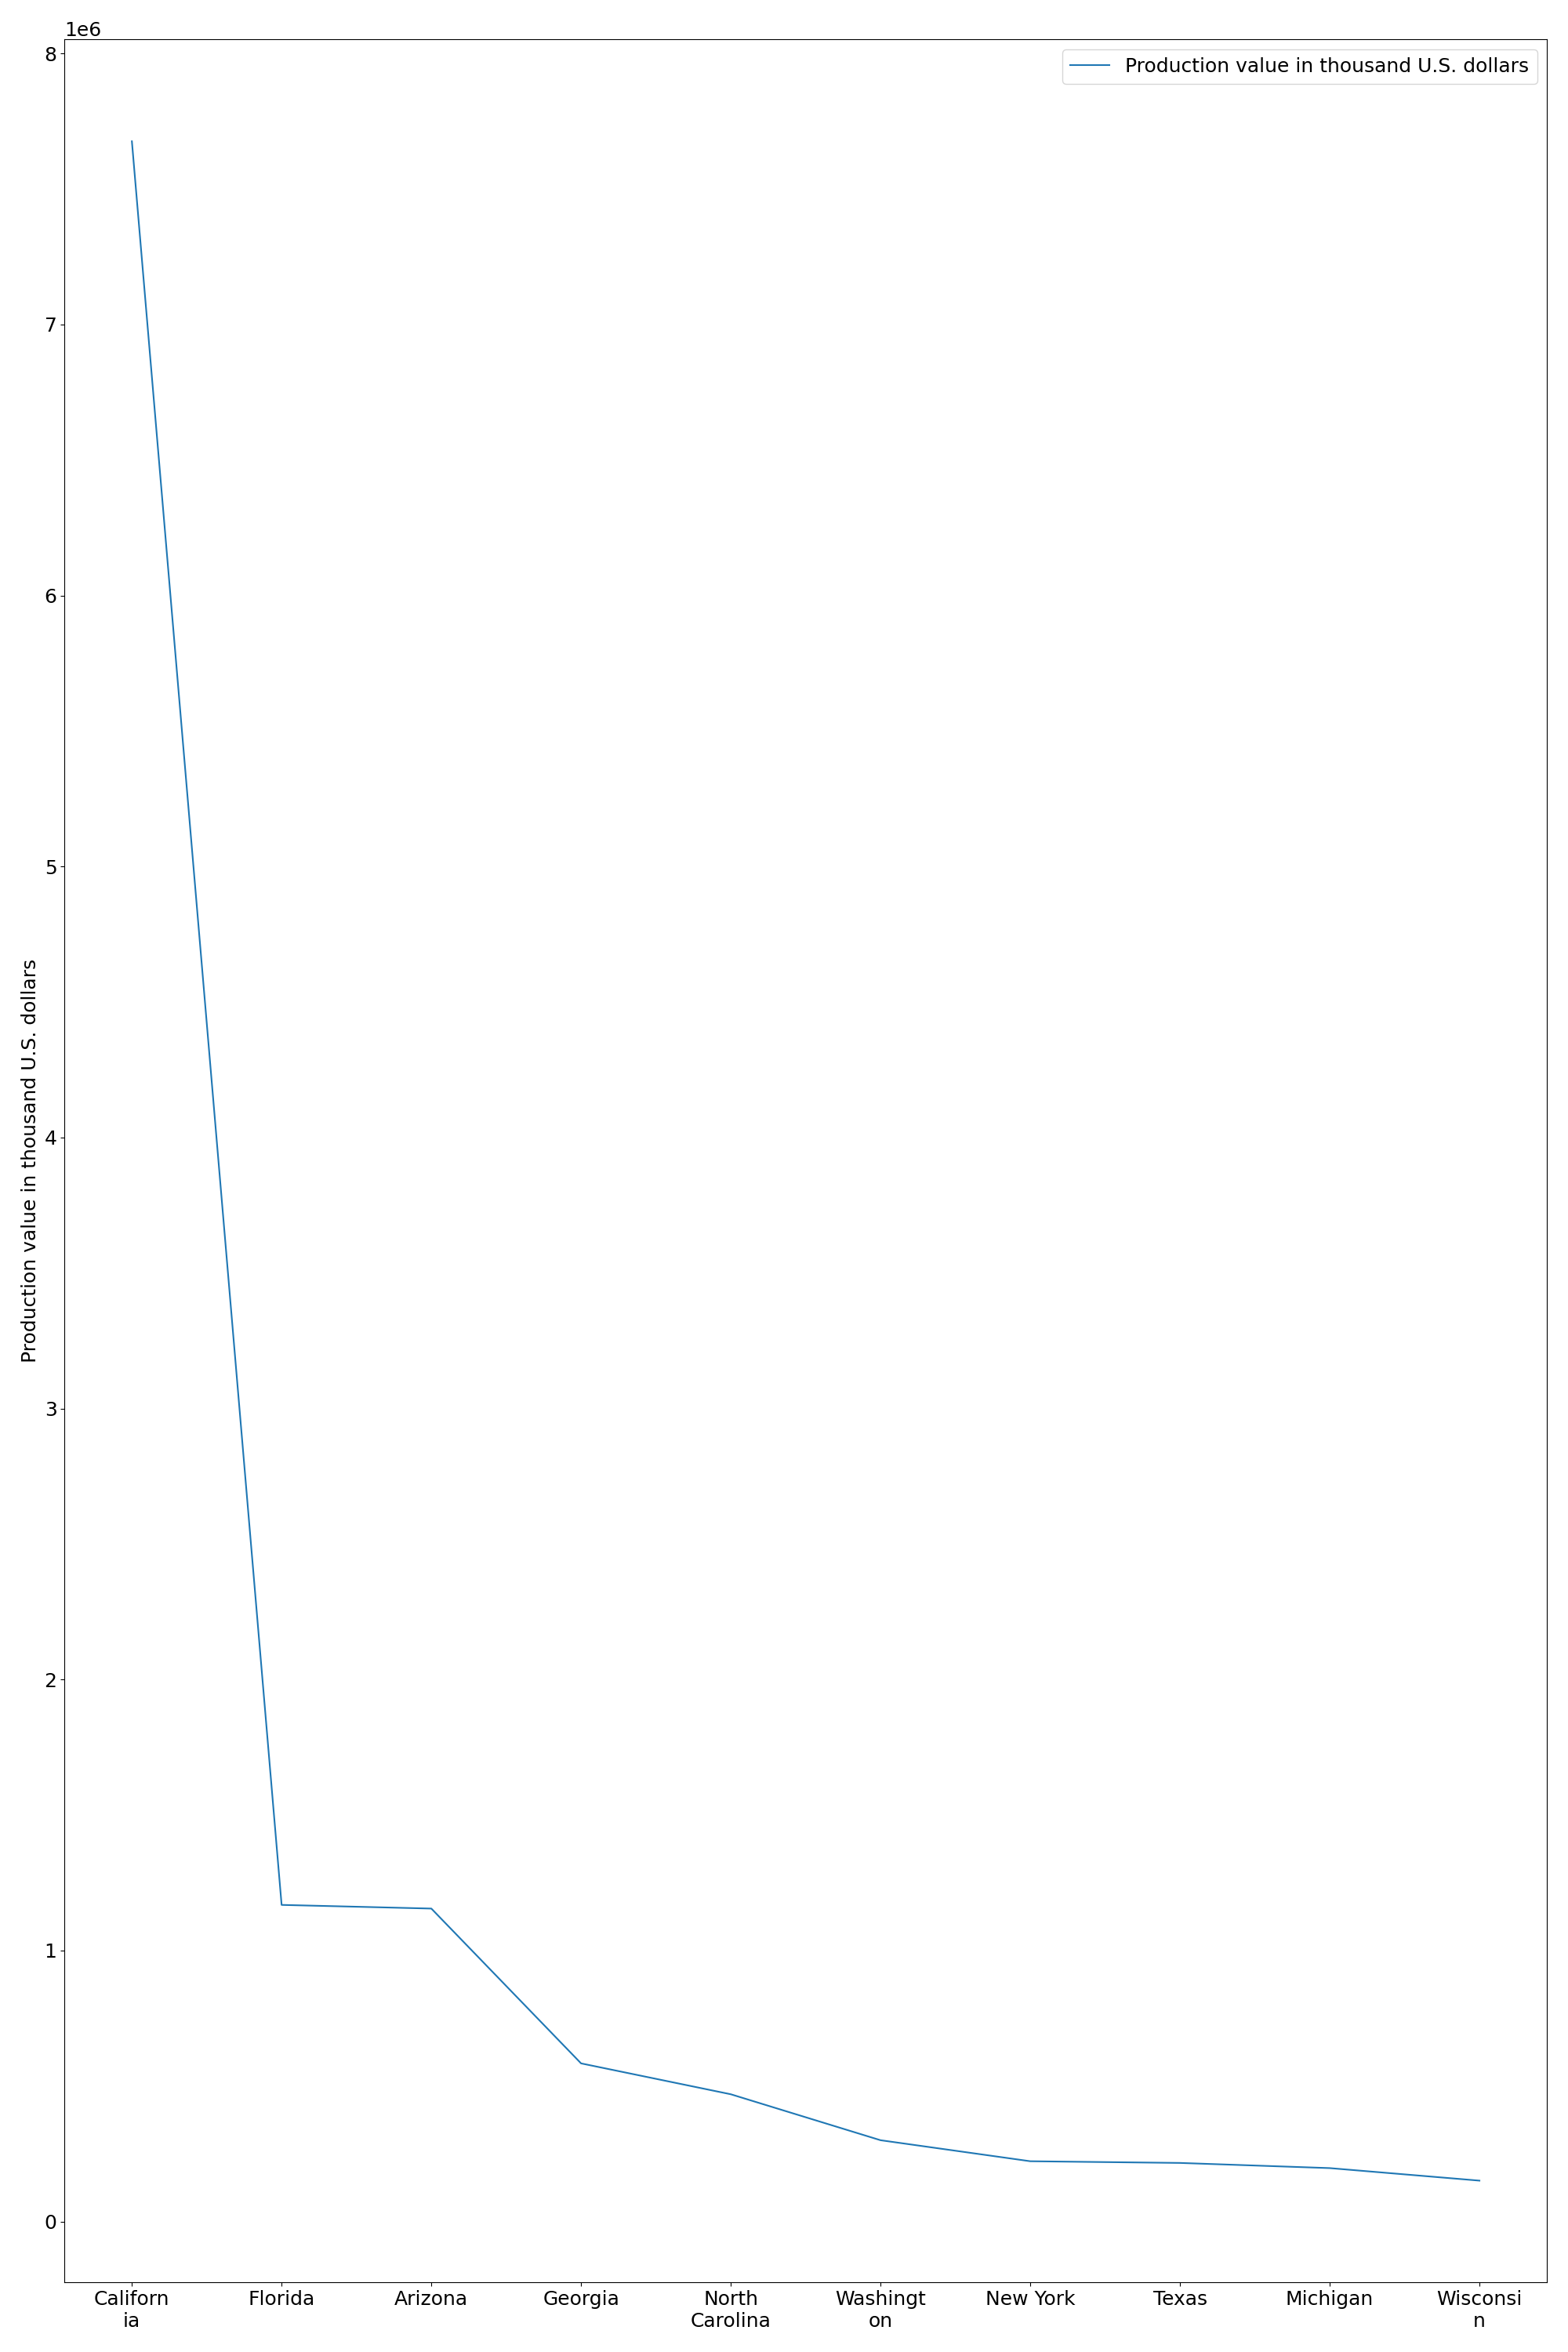 1e6
8
Production value in thousand U.S. dollars
7
6
5
4
3
2
1
0
Production value in thousand U.S. dollars
Californ
ia
Florida
Arizona
Georgia
North
Carolina
Washingt
on
New York
Texas
Michigan
Wisconsi
n